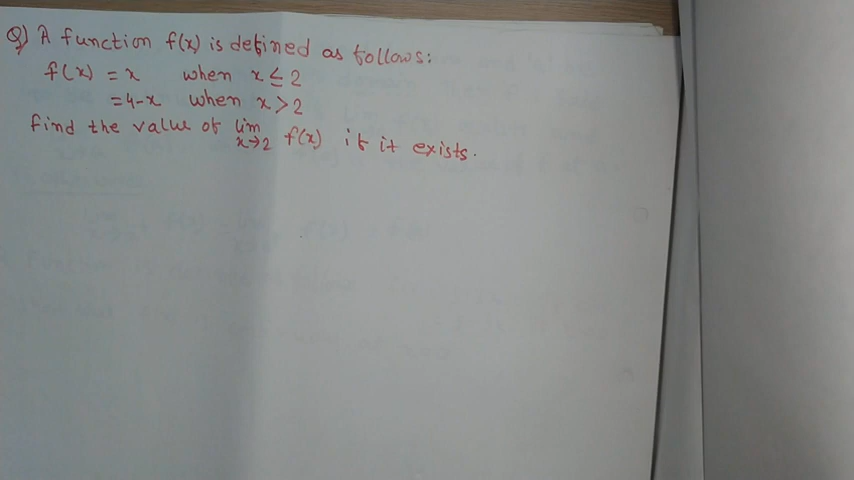 Q) A function f(x) is defined as follows:
f(x) = x when x ≤ 2
= 4-x when x > 2
find the value of lim x→2 f(x) if it exists.